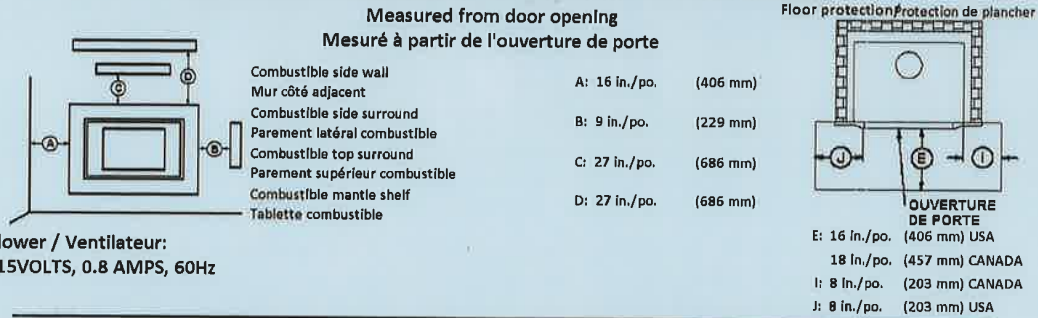 Measured from door opening
Mesuré à partir de l'ouverture de porte
Floor protection/Protection de plancher
Combustible side wall
Mur côté adjacent
A: 16 in./po. (406 mm)
Combustible side surround
Parement latéral combustible
B: 9 in./po. (229 mm)
Combustible top surround
Parement supérieur combustible
C: 27 in./po. (686 mm)
Combustible mantle shelf
Tablette combustible
D: 27 in./po. (686 mm)
A
B
C
D
J
E
I
OUVERTURE
DE PORTE
E: 16 in./po. (406 mm) USA
18 in./po. (457 mm) CANADA
I: 8 in./po. (203 mm) CANADA
J: 8 in./po. (203 mm) USA
lower / Ventilateur:
15VOLTS, 0.8 AMPS, 60Hz